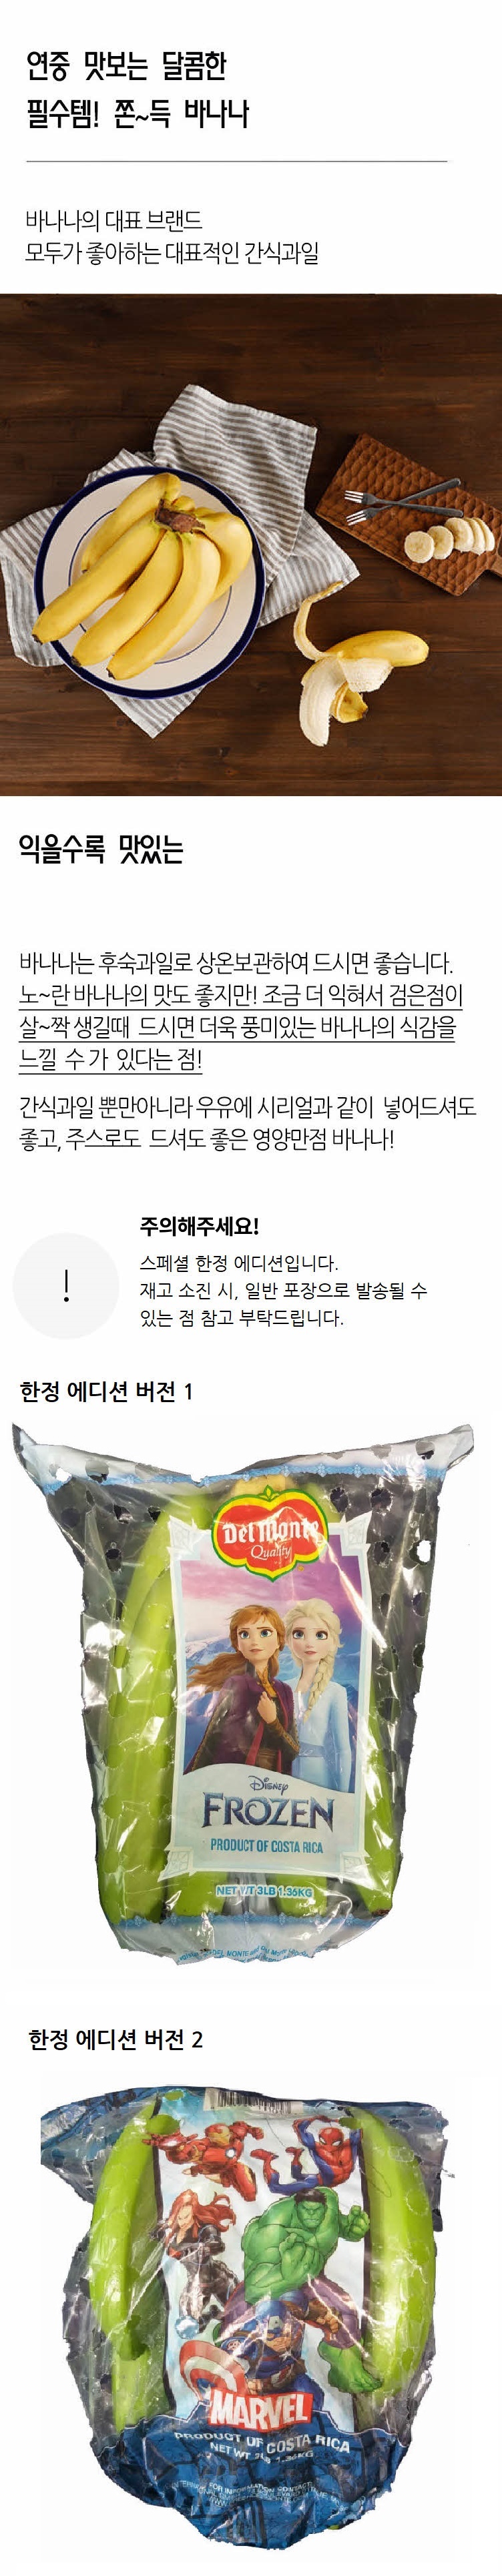 연중 맛보는 달콤한
필수템! 쫀~득 바나나
바나나의 대표 브랜드
모두가 좋아하는 대표적인 간식과일
익을수록 맛있는
바나나는 후숙과일로 상온보관하여 드시면 좋습니다.
노~란 바나나의 맛도 좋지만! 조금 더 익혀서 검은점이
살~짝 생길때 드시면 더욱 풍미있는 바나나의 식감을
느낄 수 가 있다는 점!
간식과일 뿐만아니라 우유에 시리얼과 같이 넣어드셔도
좋고, 주스로도 드셔도 좋은 영양만점 바나나!
!
주의해주세요!
스페셜 한정 에디션입니다.
재고 소진 시, 일반 포장으로 발송될 수
있는 점 참고 부탁드립니다.
한정 에디션 버전 1
Del Monte
Quality
DISNEY
FROZEN
PRODUCT OF COSTA RICA
NET WT 3LB 1.36KG
한정 에디션 버전 2
MARVEL
PRODUCT OF COSTA RICA
NET WT 1.36KG
FOR INFORMATION CONTACT